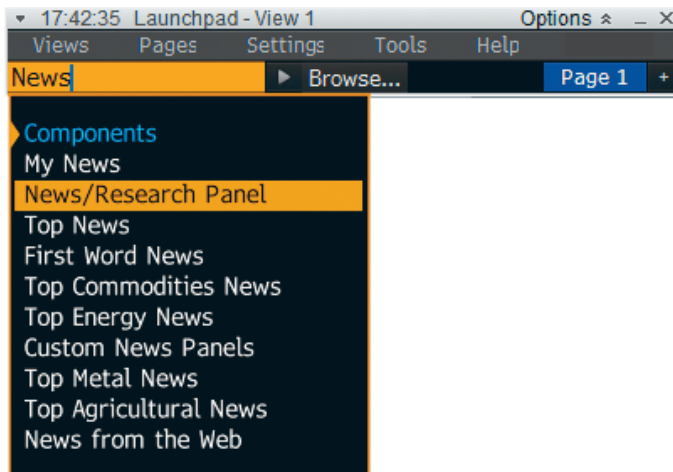 17:42:35 Launchpad - View 1 Options
Views Pages Settings Tools Help
News Browse... Page 1 +
Components
My News
News/Research Panel
Top News
First Word News
Top Commodities News
Top Energy News
Custom News Panels
Top Metal News
Top Agricultural News
News from the Web